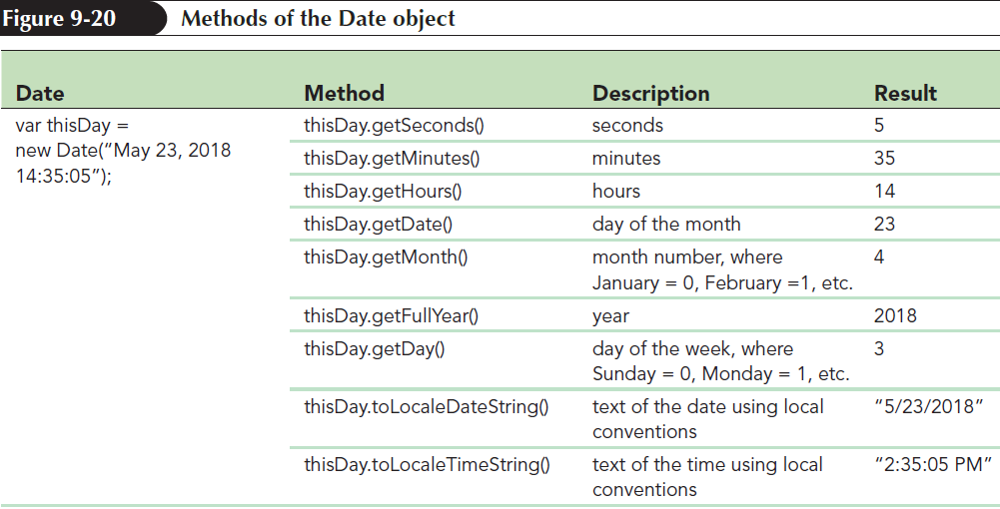 Figure 9-20 Methods of the Date object
Date Method Description Result
var thisDay =
new Date(“May 23, 2018
14:35:05”);
thisDay.getSeconds() seconds 5
thisDay.getMinutes() minutes 35
thisDay.getHours() hours 14
thisDay.getDate() day of the month 23
thisDay.getMonth() month number, where 4
January = 0, February =1, etc.
thisDay.getFullYear() year 2018
thisDay.getDay() day of the week, where 3
Sunday = 0, Monday = 1, etc.
thisDay.toLocaleDateString() text of the date using local “5/23/2018”
conventions
thisDay.toLocaleTimeString() text of the time using local “2:35:05 PM”
conventions